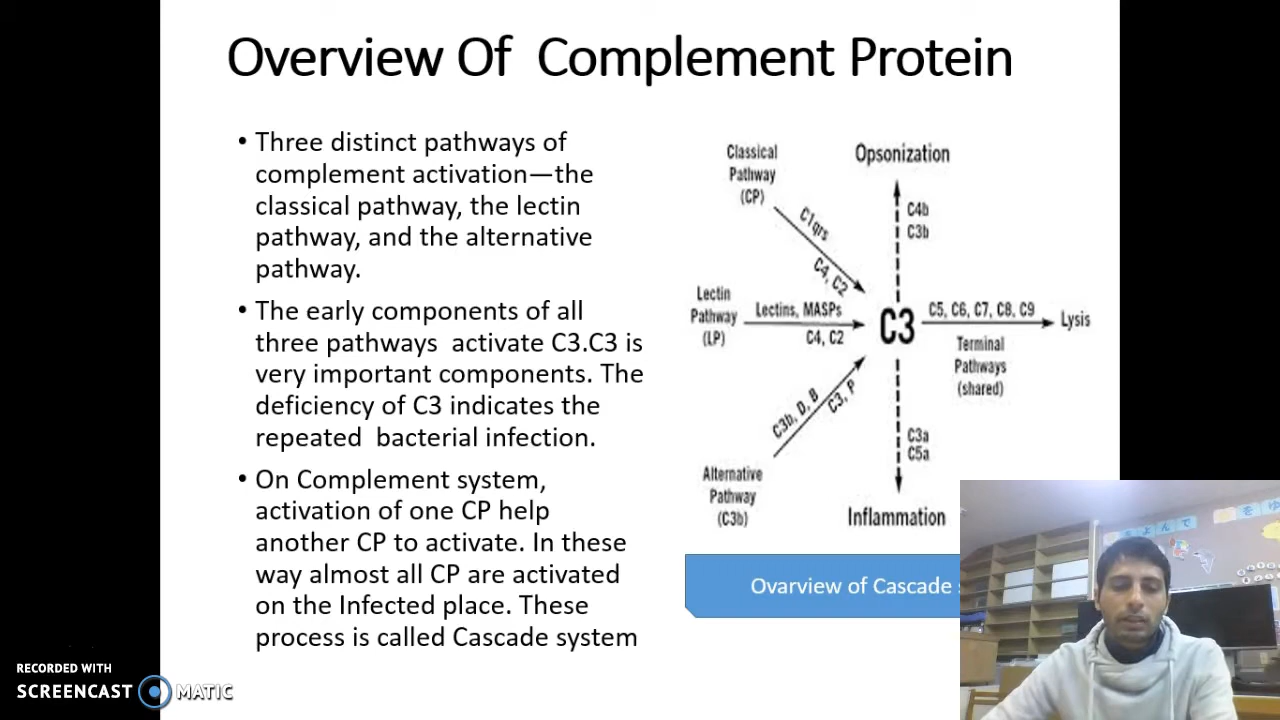 Overview Of Complement Protein
• Three distinct pathways of
complement activation—the
classical pathway, the lectin
pathway, and the alternative
pathway.
• The early components of all
three pathways activate C3.C3 is
very important components. The
deficiency of C3 indicates the
repeated bacterial infection.
• On Complement system,
activation of one CP help
another CP to activate. In these
way almost all CP are activated
on the Infected place. These
process is called Cascade system
Classical
Pathway
(CP)
C1qrs
C4, C2
Opsonization
C4b
C3b
Lectin
Pathway
(LP)
Lectins, MASPs
C4, C2
C3
C5, C6, C7, C8, C9
Lysis
Terminal
Pathways
(shared)
C3b, D, B
C3, P
Alternative
Pathway
(C3b)
C3a
C5a
Inflammation
Ovarview of Cascade
RECORDED WITH
SCREENCAST MATIC